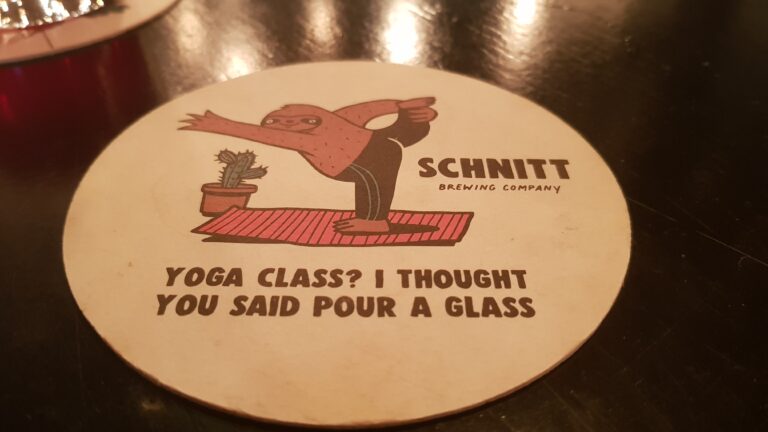 SCHNITT
BREWING COMPANY
YOGA CLASS? I THOUGHT
YOU SAID POUR A GLASS